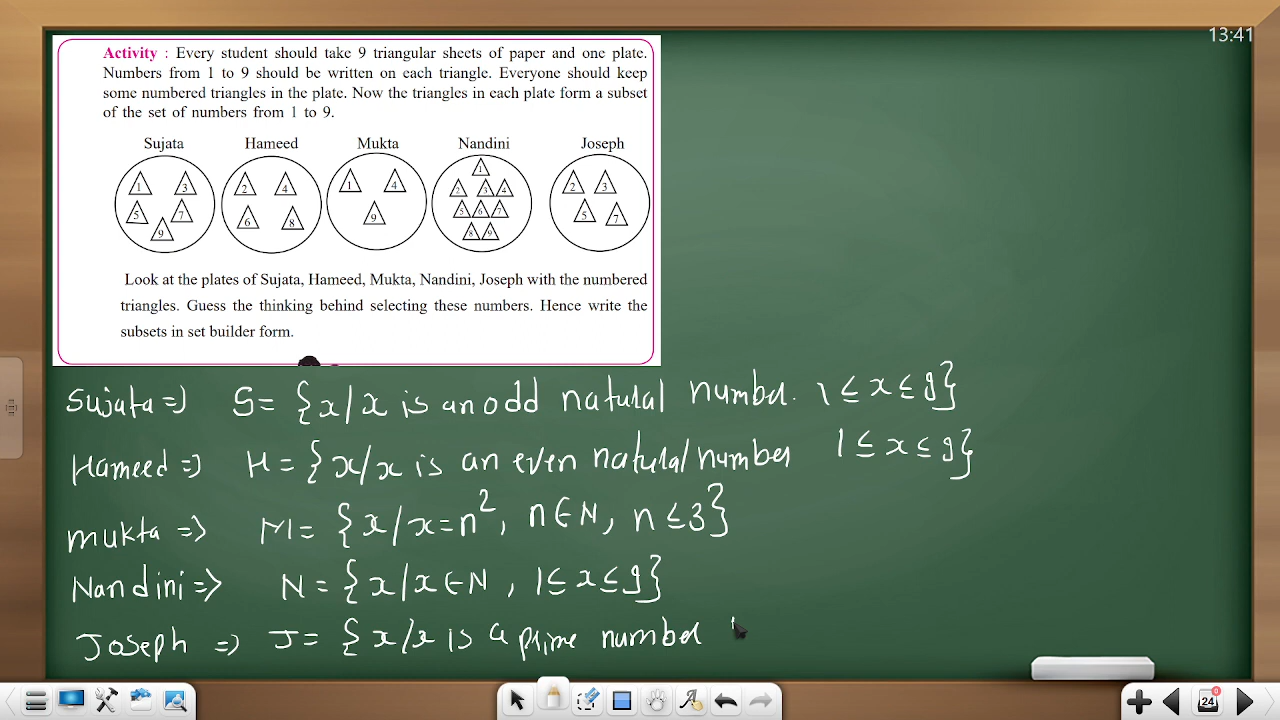 13:41
Activity : Every student should take 9 triangular sheets of paper and one plate.
Numbers from 1 to 9 should be written on each triangle. Everyone should keep
some numbered triangles in the plate. Now the triangles in each plate form a subset
of the set of numbers from 1 to 9.
Sujata Hameed Mukta Nandini Joseph
1 3 5 7 9
2 4 6 8
1 4 9
1 2 3 4 5 6 7 8 9
2 3 5 7
Look at the plates of Sujata, Hameed, Mukta, Nandini, Joseph with the numbered
triangles. Guess the thinking behind selecting these numbers. Hence write the
subsets in set builder form.
Sujata => S = {x/x is an odd natural number. 1 ≤ x ≤ 9}
Hameed => H = {x/x is an even natural number 1 ≤ x ≤ 9}
mukta => M = {x/x=n², n∈N, n ≤ 3}
Nandini => N = {x/x∈N, 1 ≤ x ≤ 9}
Joseph => J = {x/x is a prime number
24
0